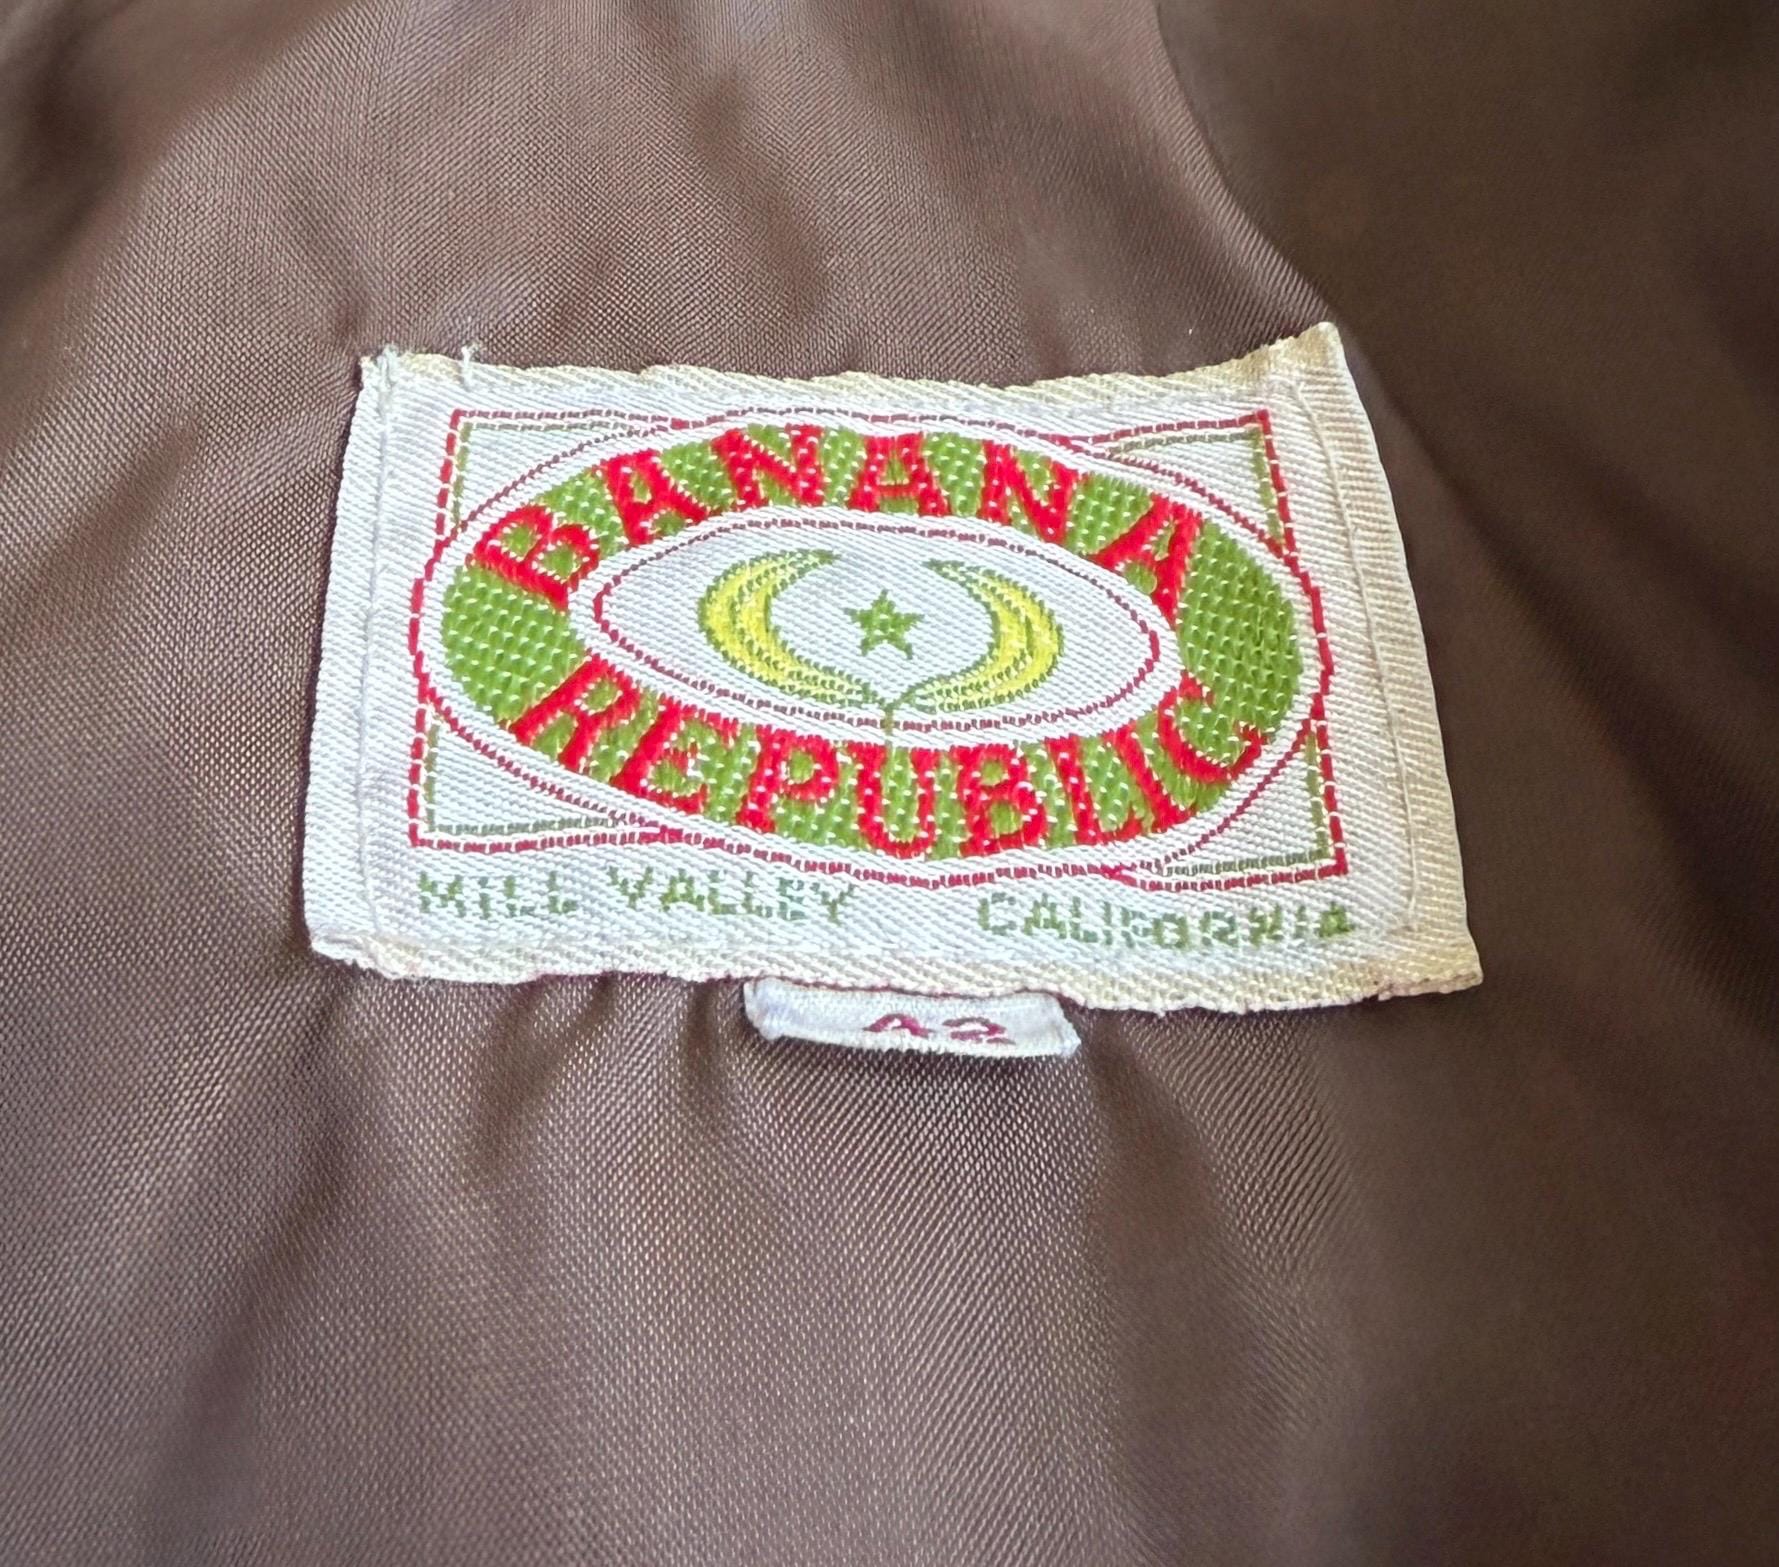 BANANA
REPUBLIC
MILL VALLEY CALIFORNIA
42